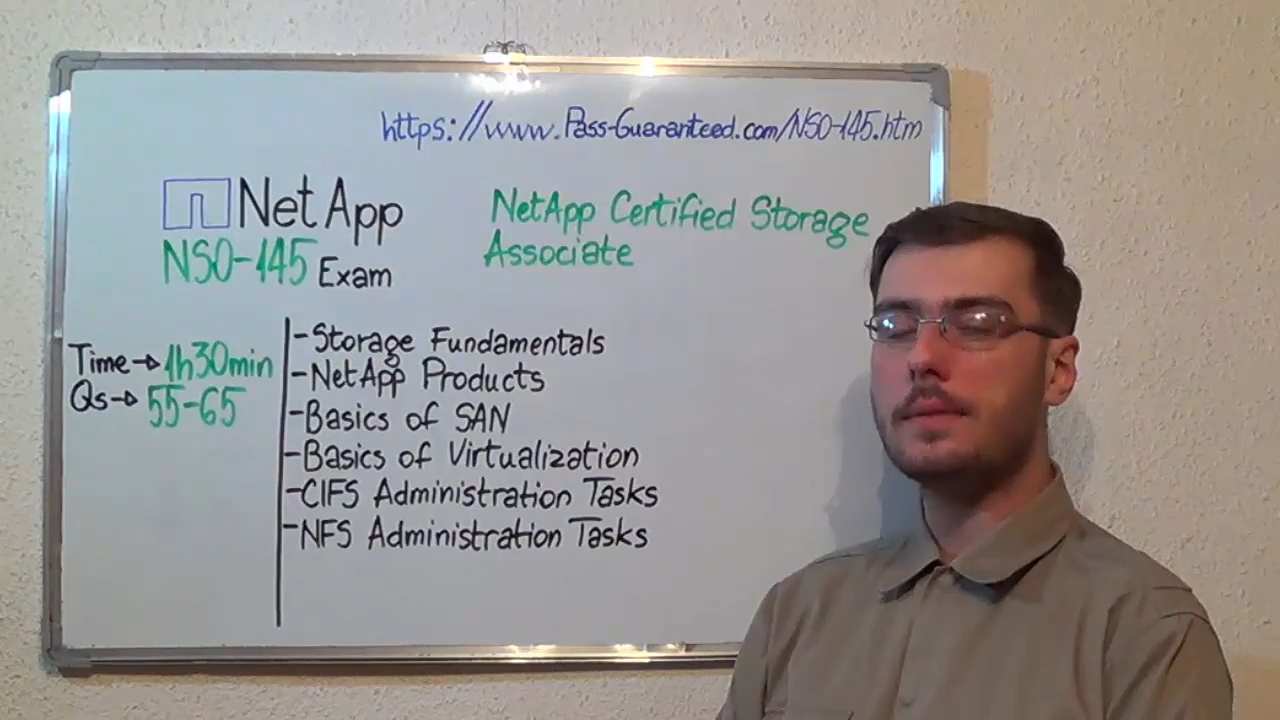 https://www.Pass-Guaranteed.com/NS0-145.htm
NetApp
NS0-145 Exam
NetApp Certified Storage
Associate
Time→1h30min
Qs→55-65
-Storage Fundamentals
-NetApp Products
-Basics of SAN
-Basics of Virtualization
-CIFS Administration Tasks
-NFS Administration Tasks